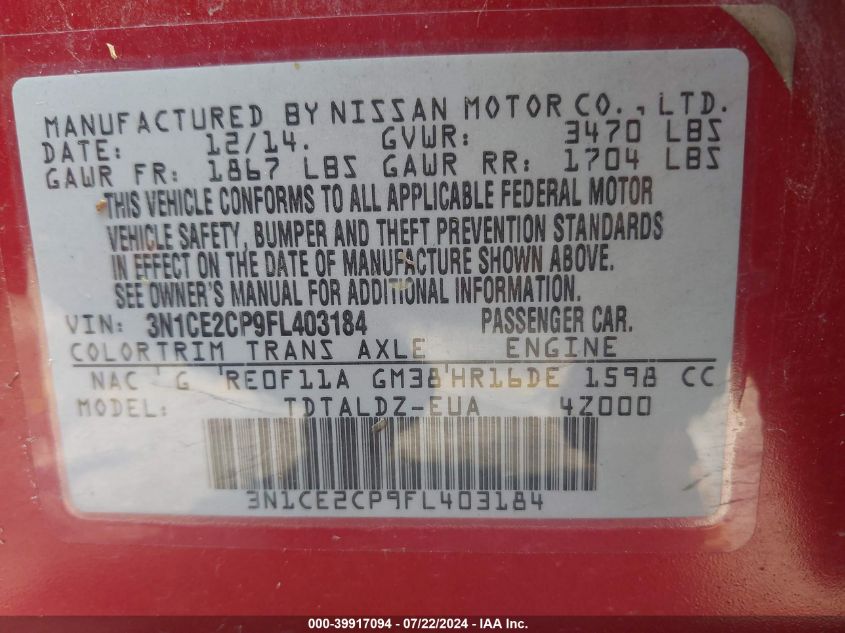 MANUFACTURED BY NISSAN MOTOR CO., LTD.
DATE: 12/14. GVWR: 3470 LBS
GAWR FR: 1867 LBS GAWR RR: 1704 LBS
THIS VEHICLE CONFORMS TO ALL APPLICABLE FEDERAL MOTOR
VEHICLE SAFETY, BUMPER AND THEFT PREVENTION STANDARDS
IN EFFECT ON THE DATE OF MANUFACTURE SHOWN ABOVE.
SEE OWNER'S MANUAL FOR ADDITIONAL INFORMATION.
VIN: 3N1CE2CP9FL403184 PASSENGER CAR.
COLORTRIM TRANS AXLE ENGINE
NAC G RE0F11A GM38 HR16DE 1598 CC
MODEL: TDTALDZ-EUA 4Z000
3N1CE2CP9FL403184
000-39917094 / 07/22/2024 - IAA Inc.